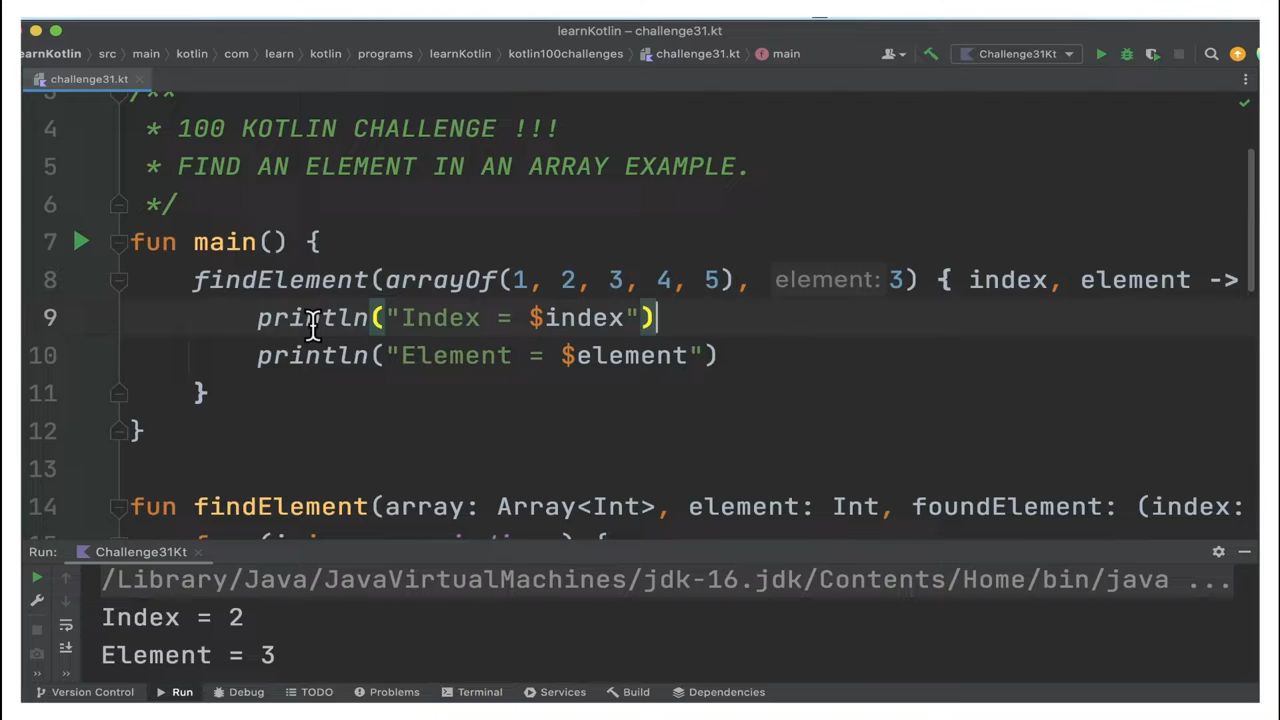 learnKotlin – challenge31.kt
earnKotlin › src › main › kotlin › com › learn › kotlin › programs › learnKotlin › kotlin100challenges › challenge31.kt › main Challenge31Kt
challenge31.kt
3 /**
4 * 100 KOTLIN CHALLENGE !!!
5 * FIND AN ELEMENT IN AN ARRAY EXAMPLE.
6 */
7 fun main() {
8 findElement(arrayOf(1, 2, 3, 4, 5), element: 3) { index, element ->
9 println("Index = $index")
10 println("Element = $element")
11 }
12 }
13
14 fun findElement(array: Array<Int>, element: Int, foundElement: (index:
Run: Challenge31Kt
/Library/Java/JavaVirtualMachines/jdk-16.jdk/Contents/Home/bin/java ...
Index = 2
Element = 3
Version Control Run Debug TODO Problems Terminal Services Build Dependencies